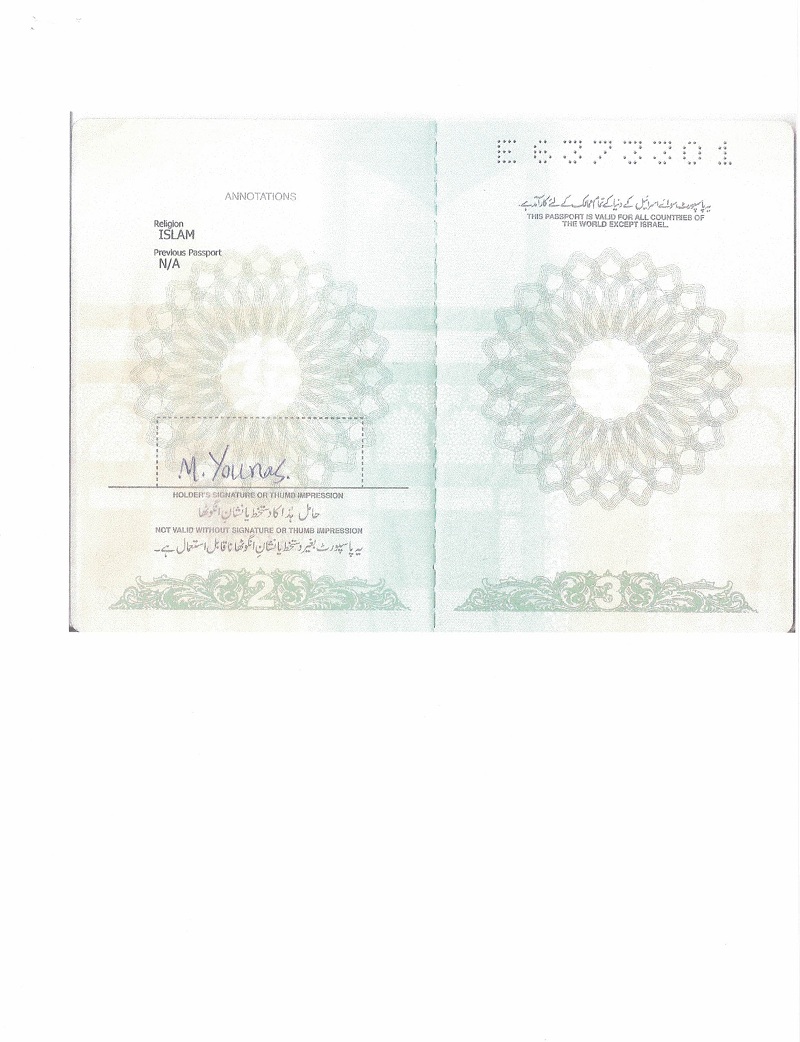 ANNOTATIONS
Religion
ISLAM
Previous Passport
N/A
M. Younas.
HOLDER'S SIGNATURE OR THUMB IMPRESSION
حامل ہٰذا کا دستخط یا نشانِ انگوٹھا
NOT VALID WITHOUT SIGNATURE OR THUMB IMPRESSION
یہ پاسپورٹ بغیر دستخط یا نشانِ انگوٹھا ناقابل استعمال ہے۔
2
E6373301
یہ پاسپورٹ سوائے اسرائیل کے دنیا کے تمام ممالک کے لئے کارآمد ہے۔
THIS PASSPORT IS VALID FOR ALL COUNTRIES OF
THE WORLD EXCEPT ISRAEL.
3